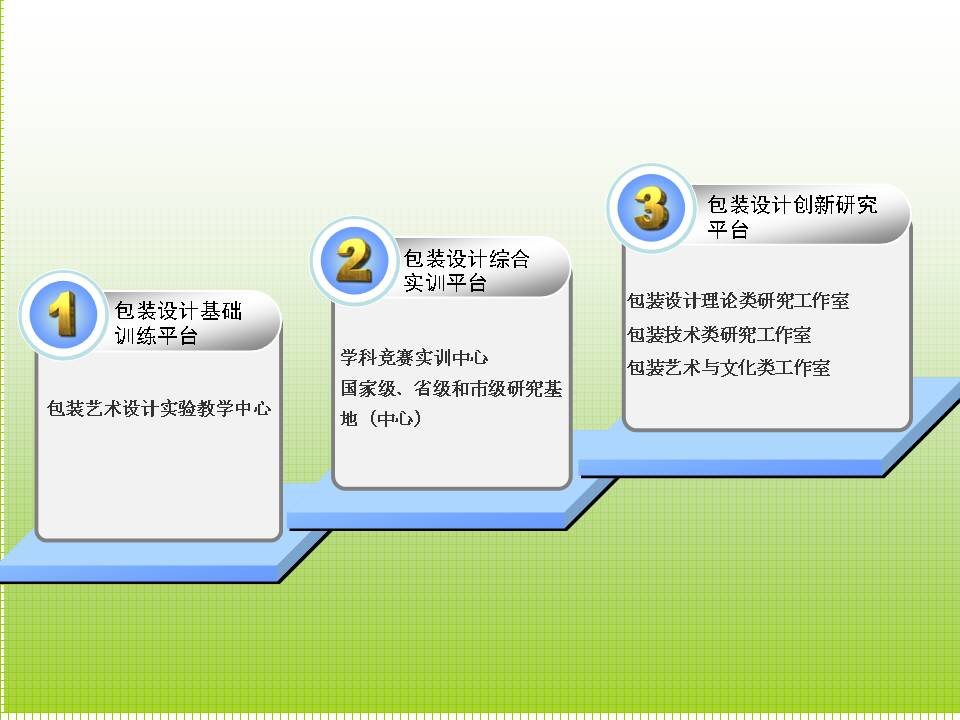 1
包装设计基础
训练平台
包装艺术设计实验教学中心
2
包装设计综合
实训平台
学科竞赛实训中心
国家级、省级和市级研究基
地（中心）
3
包装设计创新研究
平台
包装设计理论类研究工作室
包装技术类研究工作室
包装艺术与文化类工作室